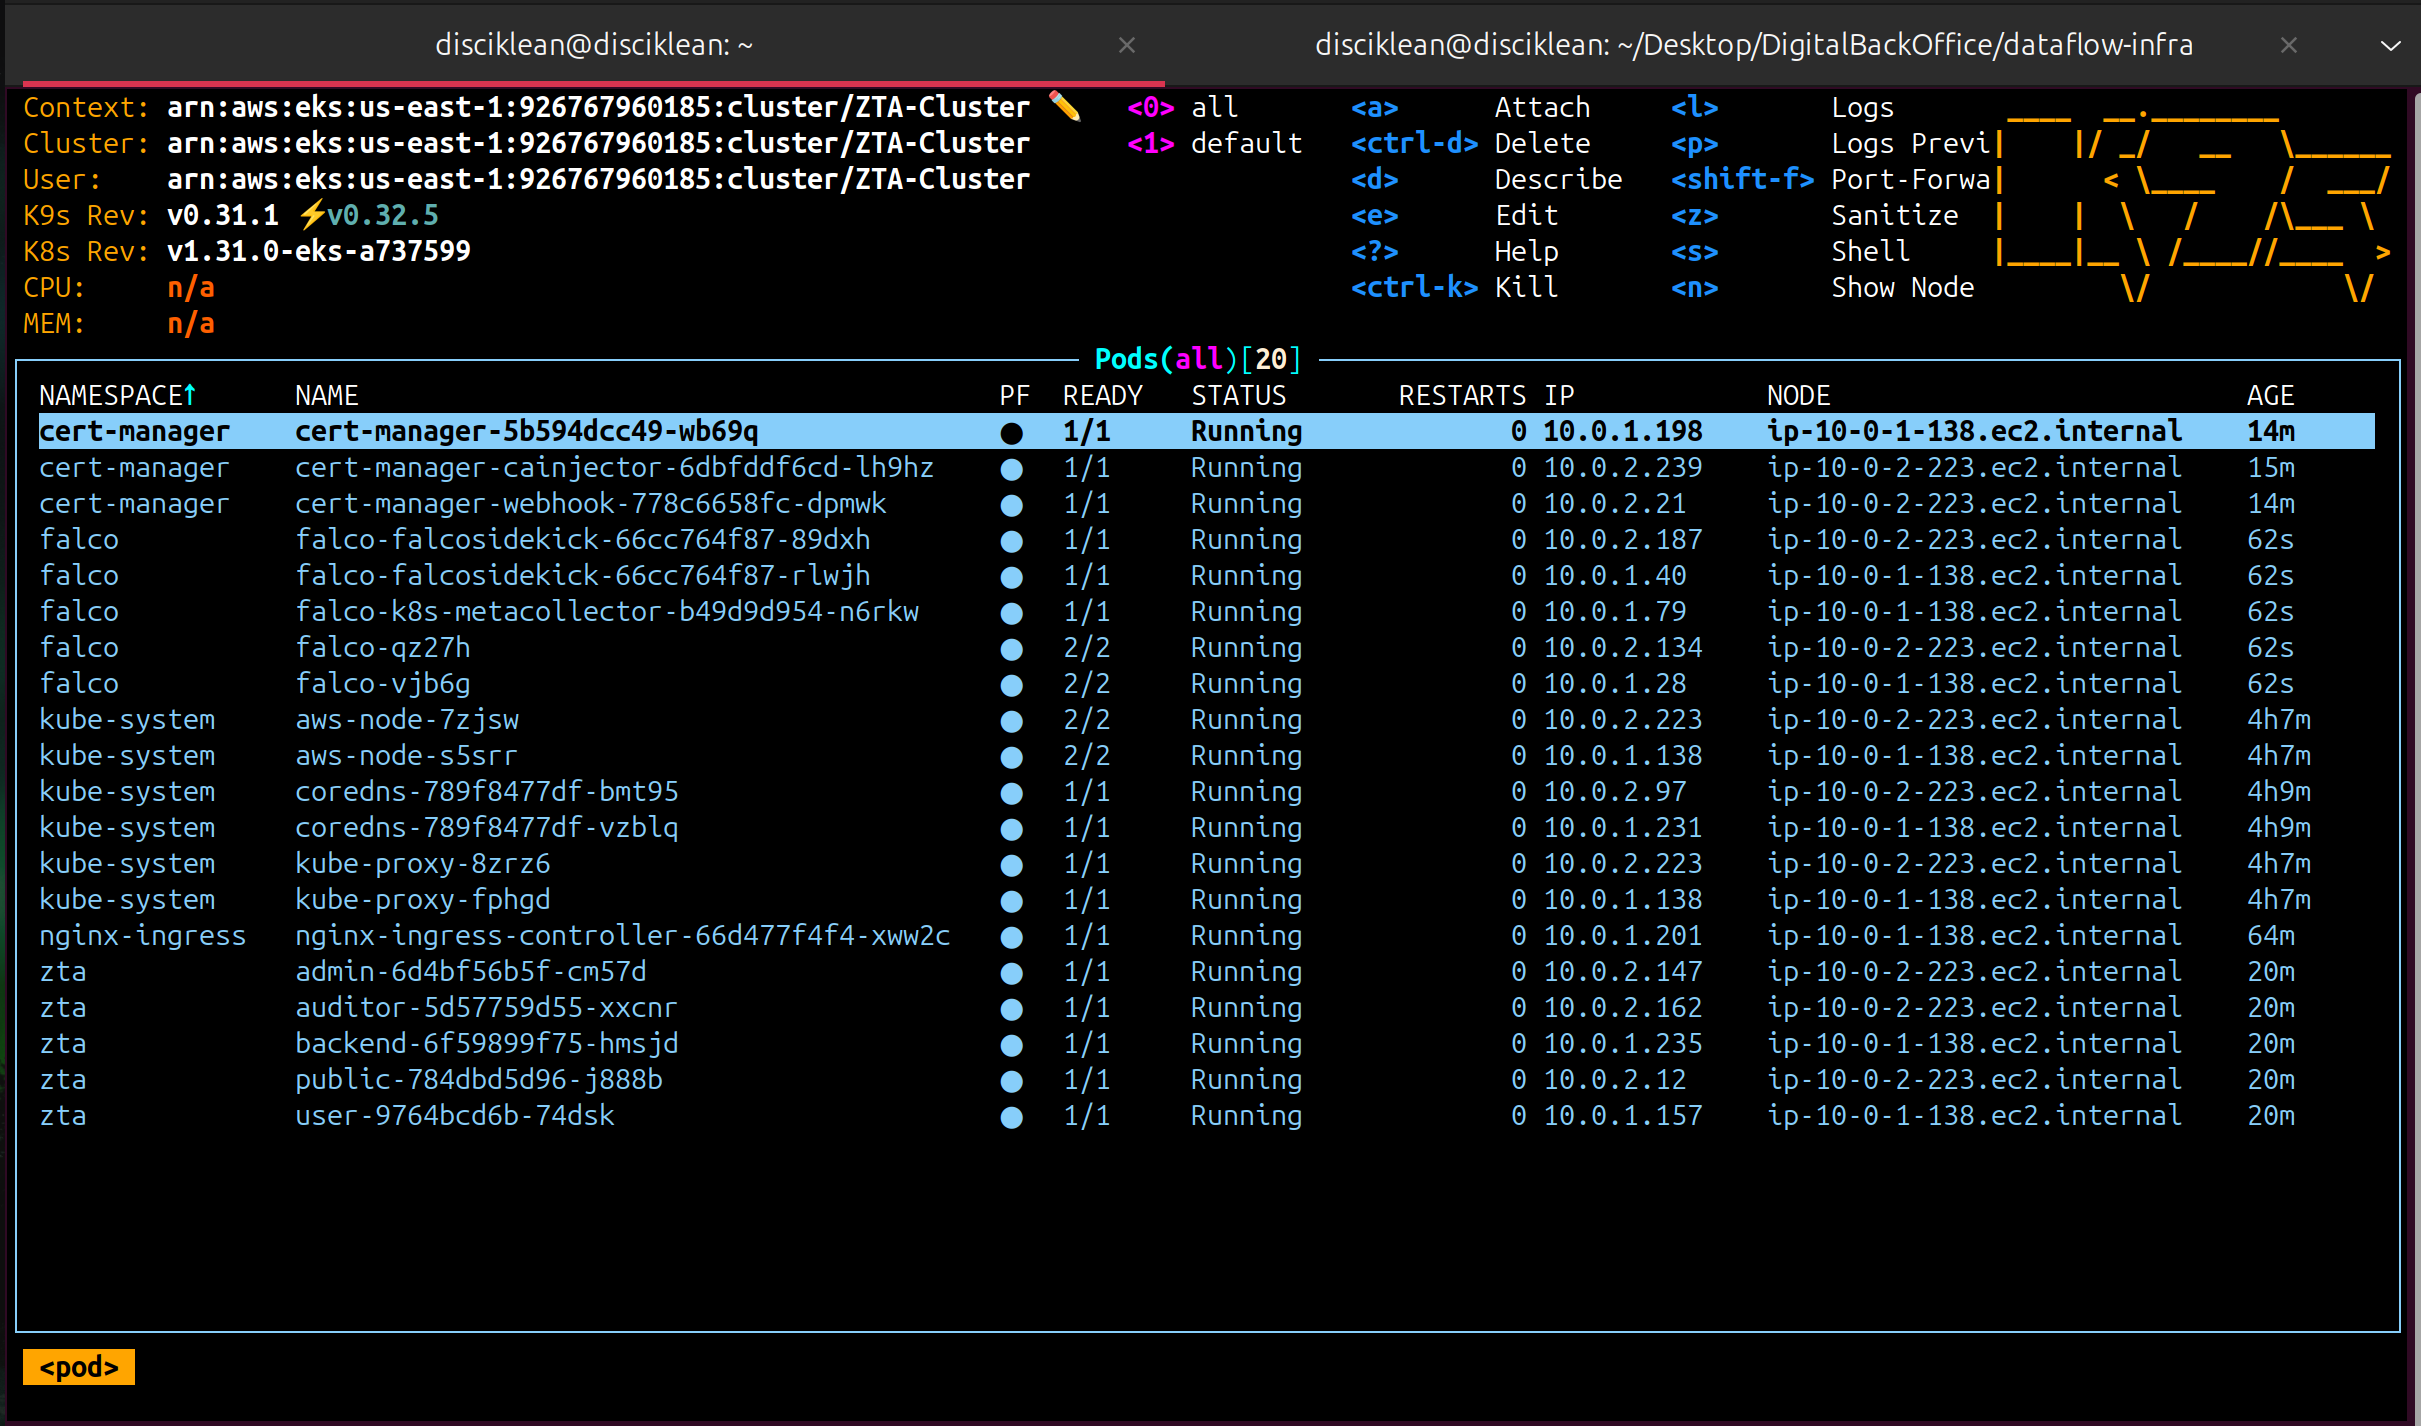 disciklean@disciklean: ~ × disciklean@disciklean: ~/Desktop/DigitalBackOffice/dataflow-infra ×
Context: arn:aws:eks:us-east-1:926767960185:cluster/ZTA-Cluster ✏️ <0> all <a> Attach <l> Logs
Cluster: arn:aws:eks:us-east-1:926767960185:cluster/ZTA-Cluster <1> default <ctrl-d> Delete <p> Logs Previ
User: arn:aws:eks:us-east-1:926767960185:cluster/ZTA-Cluster <d> Describe <shift-f> Port-Forwa
K9s Rev: v0.31.1 ⚡v0.32.5 <e> Edit <z> Sanitize
K8s Rev: v1.31.0-eks-a737599 <?> Help <s> Shell
CPU: n/a <ctrl-k> Kill <n> Show Node
MEM: n/a
Pods(all)[20]
NAMESPACE↑ NAME PF READY STATUS RESTARTS IP NODE AGE
cert-manager cert-manager-5b594dcc49-wb69q ● 1/1 Running 0 10.0.1.198 ip-10-0-1-138.ec2.internal 14m
cert-manager cert-manager-cainjector-6dbfddf6cd-lh9hz ● 1/1 Running 0 10.0.2.239 ip-10-0-2-223.ec2.internal 15m
cert-manager cert-manager-webhook-778c6658fc-dpmwk ● 1/1 Running 0 10.0.2.21 ip-10-0-2-223.ec2.internal 14m
falco falco-falcosidekick-66cc764f87-89dxh ● 1/1 Running 0 10.0.2.187 ip-10-0-2-223.ec2.internal 62s
falco falco-falcosidekick-66cc764f87-rlwjh ● 1/1 Running 0 10.0.1.40 ip-10-0-1-138.ec2.internal 62s
falco falco-k8s-metacollector-b49d9d954-n6rkw ● 1/1 Running 0 10.0.1.79 ip-10-0-1-138.ec2.internal 62s
falco falco-qz27h ● 2/2 Running 0 10.0.2.134 ip-10-0-2-223.ec2.internal 62s
falco falco-vjb6g ● 2/2 Running 0 10.0.1.28 ip-10-0-1-138.ec2.internal 62s
kube-system aws-node-7zjsw ● 2/2 Running 0 10.0.2.223 ip-10-0-2-223.ec2.internal 4h7m
kube-system aws-node-s5srr ● 2/2 Running 0 10.0.1.138 ip-10-0-1-138.ec2.internal 4h7m
kube-system coredns-789f8477df-bmt95 ● 1/1 Running 0 10.0.2.97 ip-10-0-2-223.ec2.internal 4h9m
kube-system coredns-789f8477df-vzblq ● 1/1 Running 0 10.0.1.231 ip-10-0-1-138.ec2.internal 4h9m
kube-system kube-proxy-8zrz6 ● 1/1 Running 0 10.0.2.223 ip-10-0-2-223.ec2.internal 4h7m
kube-system kube-proxy-fphgd ● 1/1 Running 0 10.0.1.138 ip-10-0-1-138.ec2.internal 4h7m
nginx-ingress nginx-ingress-controller-66d477f4f4-xww2c ● 1/1 Running 0 10.0.1.201 ip-10-0-1-138.ec2.internal 64m
zta admin-6d4bf56b5f-cm57d ● 1/1 Running 0 10.0.2.147 ip-10-0-2-223.ec2.internal 20m
zta auditor-5d57759d55-xxcnr ● 1/1 Running 0 10.0.2.162 ip-10-0-2-223.ec2.internal 20m
zta backend-6f59899f75-hmsjd ● 1/1 Running 0 10.0.1.235 ip-10-0-1-138.ec2.internal 20m
zta public-784dbd5d96-j888b ● 1/1 Running 0 10.0.2.12 ip-10-0-2-223.ec2.internal 20m
zta user-9764bcd6b-74dsk ● 1/1 Running 0 10.0.1.157 ip-10-0-1-138.ec2.internal 20m
<pod>